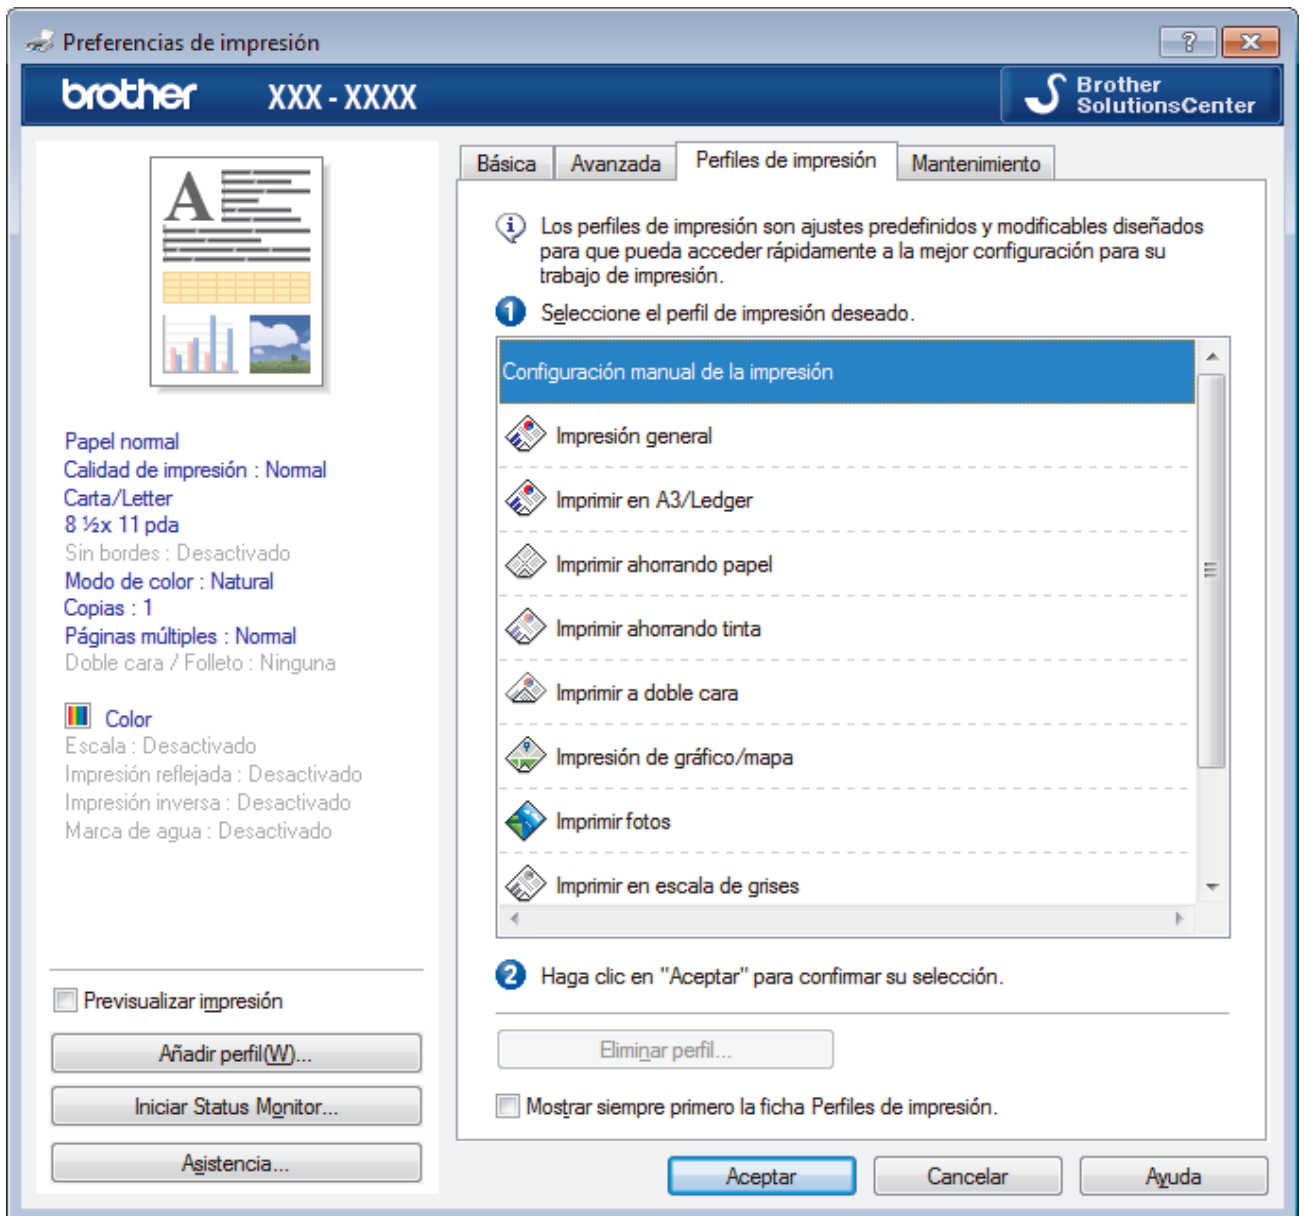 Preferencias de impresión
brother XXX - XXXX
Brother
SolutionsCenter
A
Papel normal
Calidad de impresión : Normal
Carta/Letter
8 ½x 11 pda
Sin bordes : Desactivado
Modo de color : Natural
Copias : 1
Páginas múltiples : Normal
Doble cara / Folleto : Ninguna
Color
Escala : Desactivado
Impresión reflejada : Desactivado
Impresión inversa : Desactivado
Marca de agua : Desactivado
Previsualizar impresión
Añadir perfil(W)...
Iniciar Status Monitor...
Asistencia...
Básica Avanzada Perfiles de impresión Mantenimiento
Los perfiles de impresión son ajustes predefinidos y modificables diseñados
para que pueda acceder rápidamente a la mejor configuración para su
trabajo de impresión.
1 Seleccione el perfil de impresión deseado.
Configuración manual de la impresión
Impresión general
Imprimir en A3/Ledger
Imprimir ahorrando papel
Imprimir ahorrando tinta
Imprimir a doble cara
Impresión de gráfico/mapa
Imprimir fotos
Imprimir en escala de grises
2 Haga clic en "Aceptar" para confirmar su selección.
Eliminar perfil...
Mostrar siempre primero la ficha Perfiles de impresión.
Aceptar Cancelar Ayuda